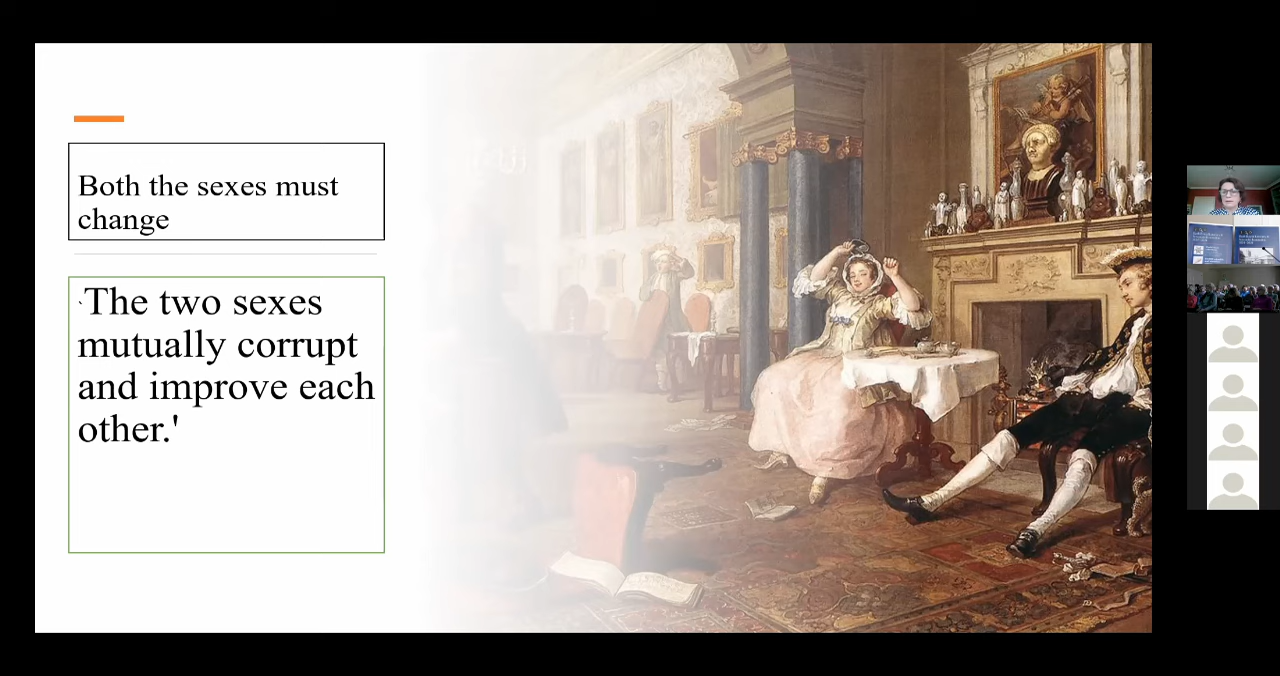 Both the sexes must
change
`The two sexes
mutually corrupt
and improve each
other.'